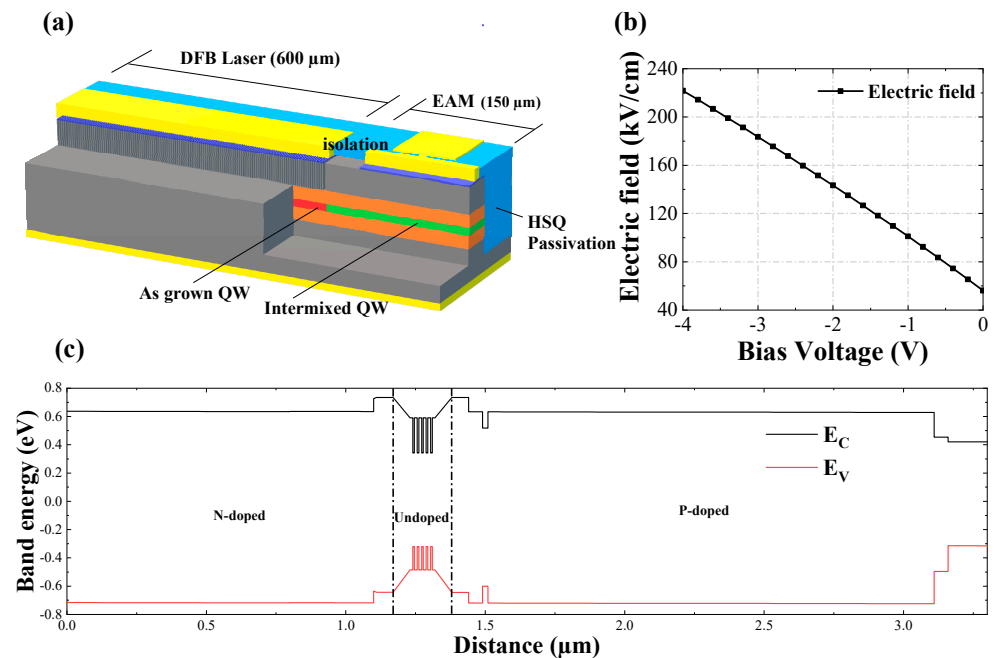 (a)
DFB Laser (600 µm)
EAM (150 µm)
isolation
HSQ
Passivation
As grown QW
Intermixed QW
(b)
Electric field (kV/cm)
240
220
180
160
120
80
60
40
Electric field
-4
-3
-2
-1
0
Bias Voltage (V)
(c)
Band energy (eV)
0.8
0.6
0.4
0.2
0.0
-0.2
-0.4
-0.6
-0.8
N-doped
Undoped
P-doped
E_C
E_V
0.0
0.5
1.0
1.5
2.0
2.5
3.0
Distance (µm)